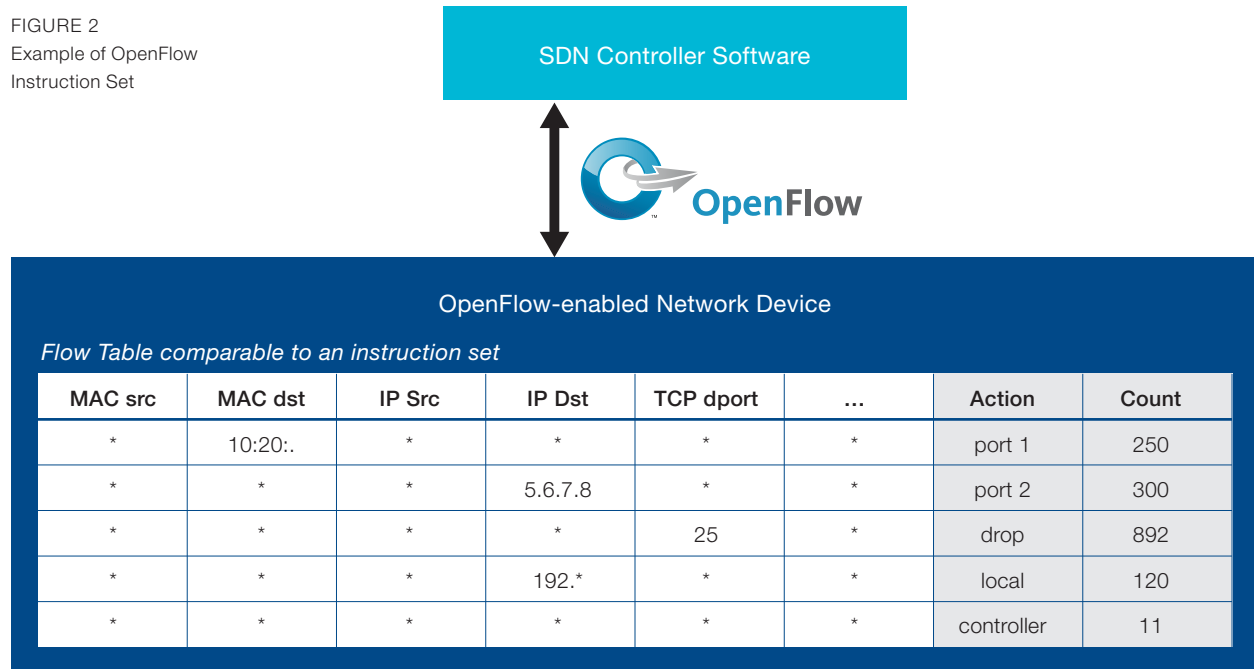 FIGURE 2
Example of OpenFlow
Instruction Set
SDN Controller Software
OpenFlow
™
OpenFlow-enabled Network Device
Flow Table comparable to an instruction set
MAC src MAC dst IP Src IP Dst TCP dport ... Action Count
* 10:20:. * * * * port 1 250
* * * 5.6.7.8 * * port 2 300
* * * * 25 * drop 892
* * * 192.* * * local 120
* * * * * * controller 11